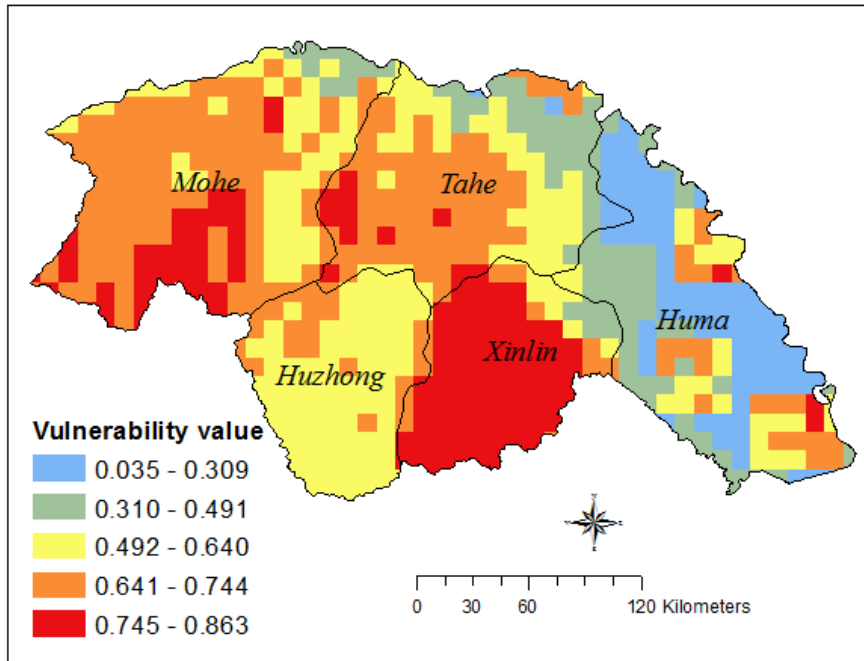 Mohe
Tahe
Huma
Xinlin
Huzhong
Vulnerability value
0.035 - 0.309
0.310 - 0.491
0.492 - 0.640
0.641 - 0.744
0.745 - 0.863
0 30 60 120 Kilometers